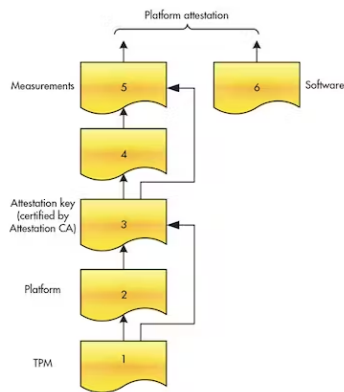 Platform attestation
Measurements
5
6
Software
4
Attestation key
(certified by
Attestation CA)
3
Platform
2
TPM
1